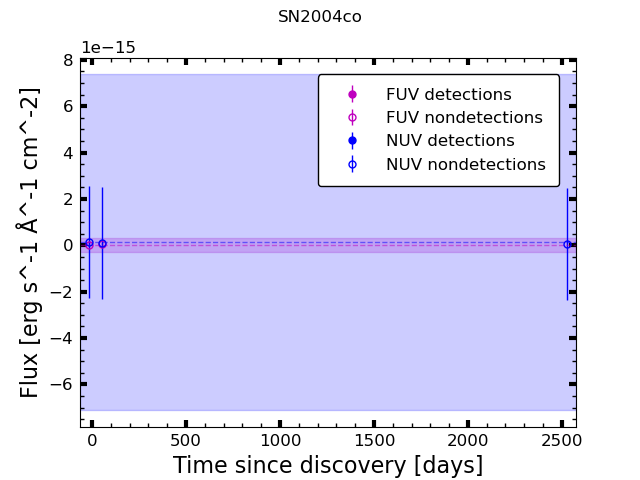 SN2004co
1e−15
8
6
4
2
0
−2
−4
−6
Flux [erg s^-1 Å^-1 cm^-2]
FUV detections
FUV nondetections
NUV detections
NUV nondetections
0 500 1000 1500 2000 2500
Time since discovery [days]